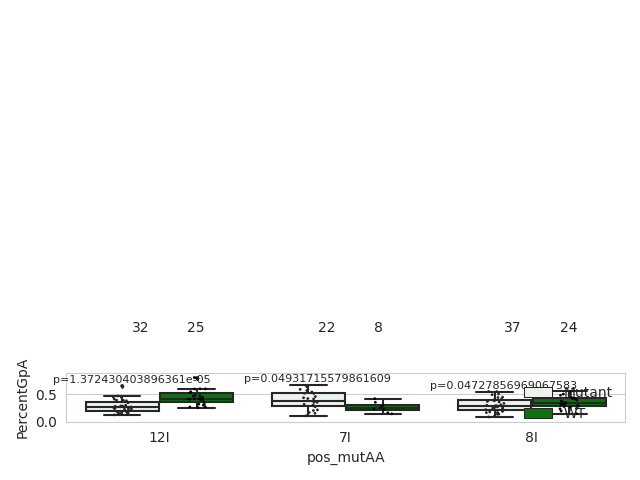 32 25 22 8 37 24
p=1.372430403896361e-05 p=0.04931715579861609 p=0.04727856969067583
Mutant
WT
0.5
0.0
PercentGpA
12I 7I 8I
pos_mutAA